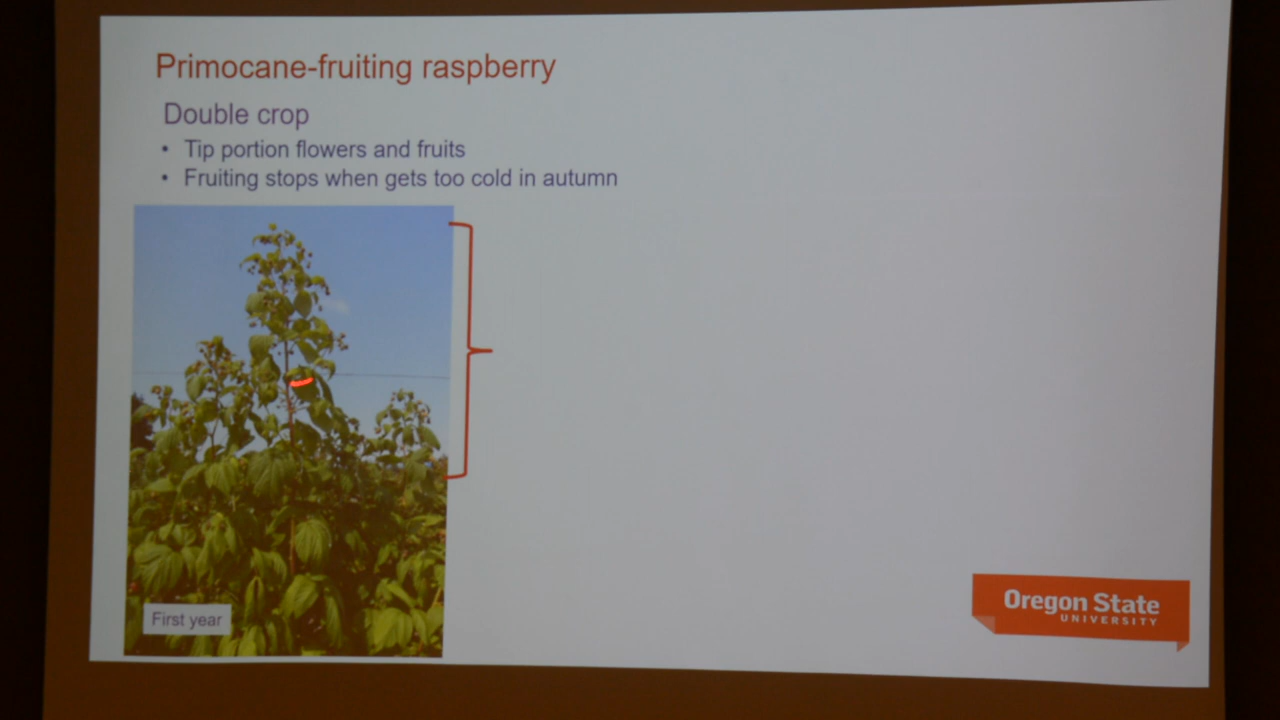 Primocane-fruiting raspberry
Double crop
• Tip portion flowers and fruits
• Fruiting stops when gets too cold in autumn
First year
Oregon State
UNIVERSITY